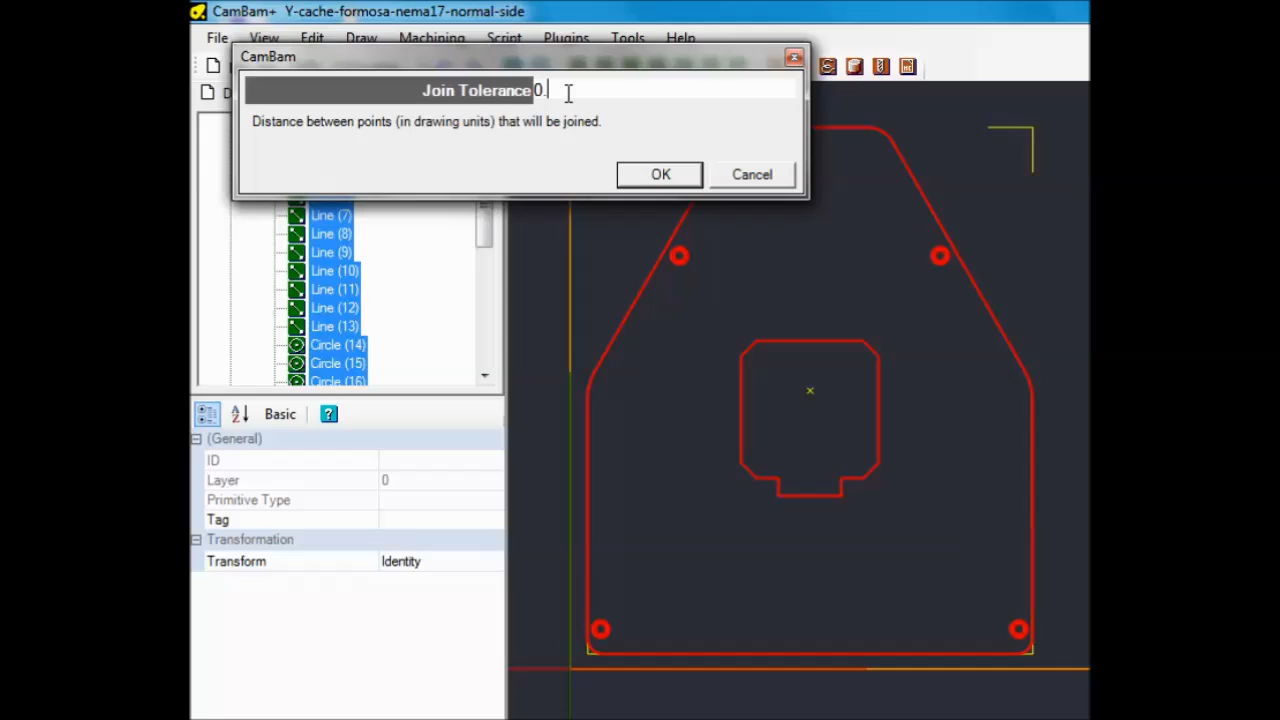 CamBam+ Y-cache-formosa-nema17-normal-side
File View Edit Draw Machining Script Plugins Tools Help
CamBam
Join Tolerance 0.
Distance between points (in drawing units) that will be joined.
OK Cancel
D
Line (7)
Line (8)
Line (9)
Line (10)
Line (11)
Line (12)
Line (13)
Circle (14)
Circle (15)
Circle (16)
Basic
(General)
ID
Layer 0
Primitive Type
Tag
Transformation
Transform Identity